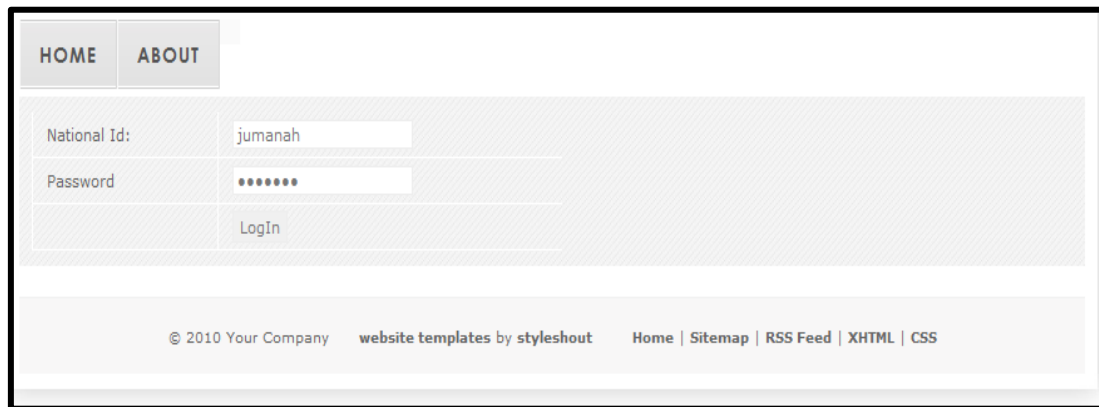 HOME ABOUT
National Id: jumanah
Password •••••••
LogIn
© 2010 Your Company website templates by styleshout Home | Sitemap | RSS Feed | XHTML | CSS